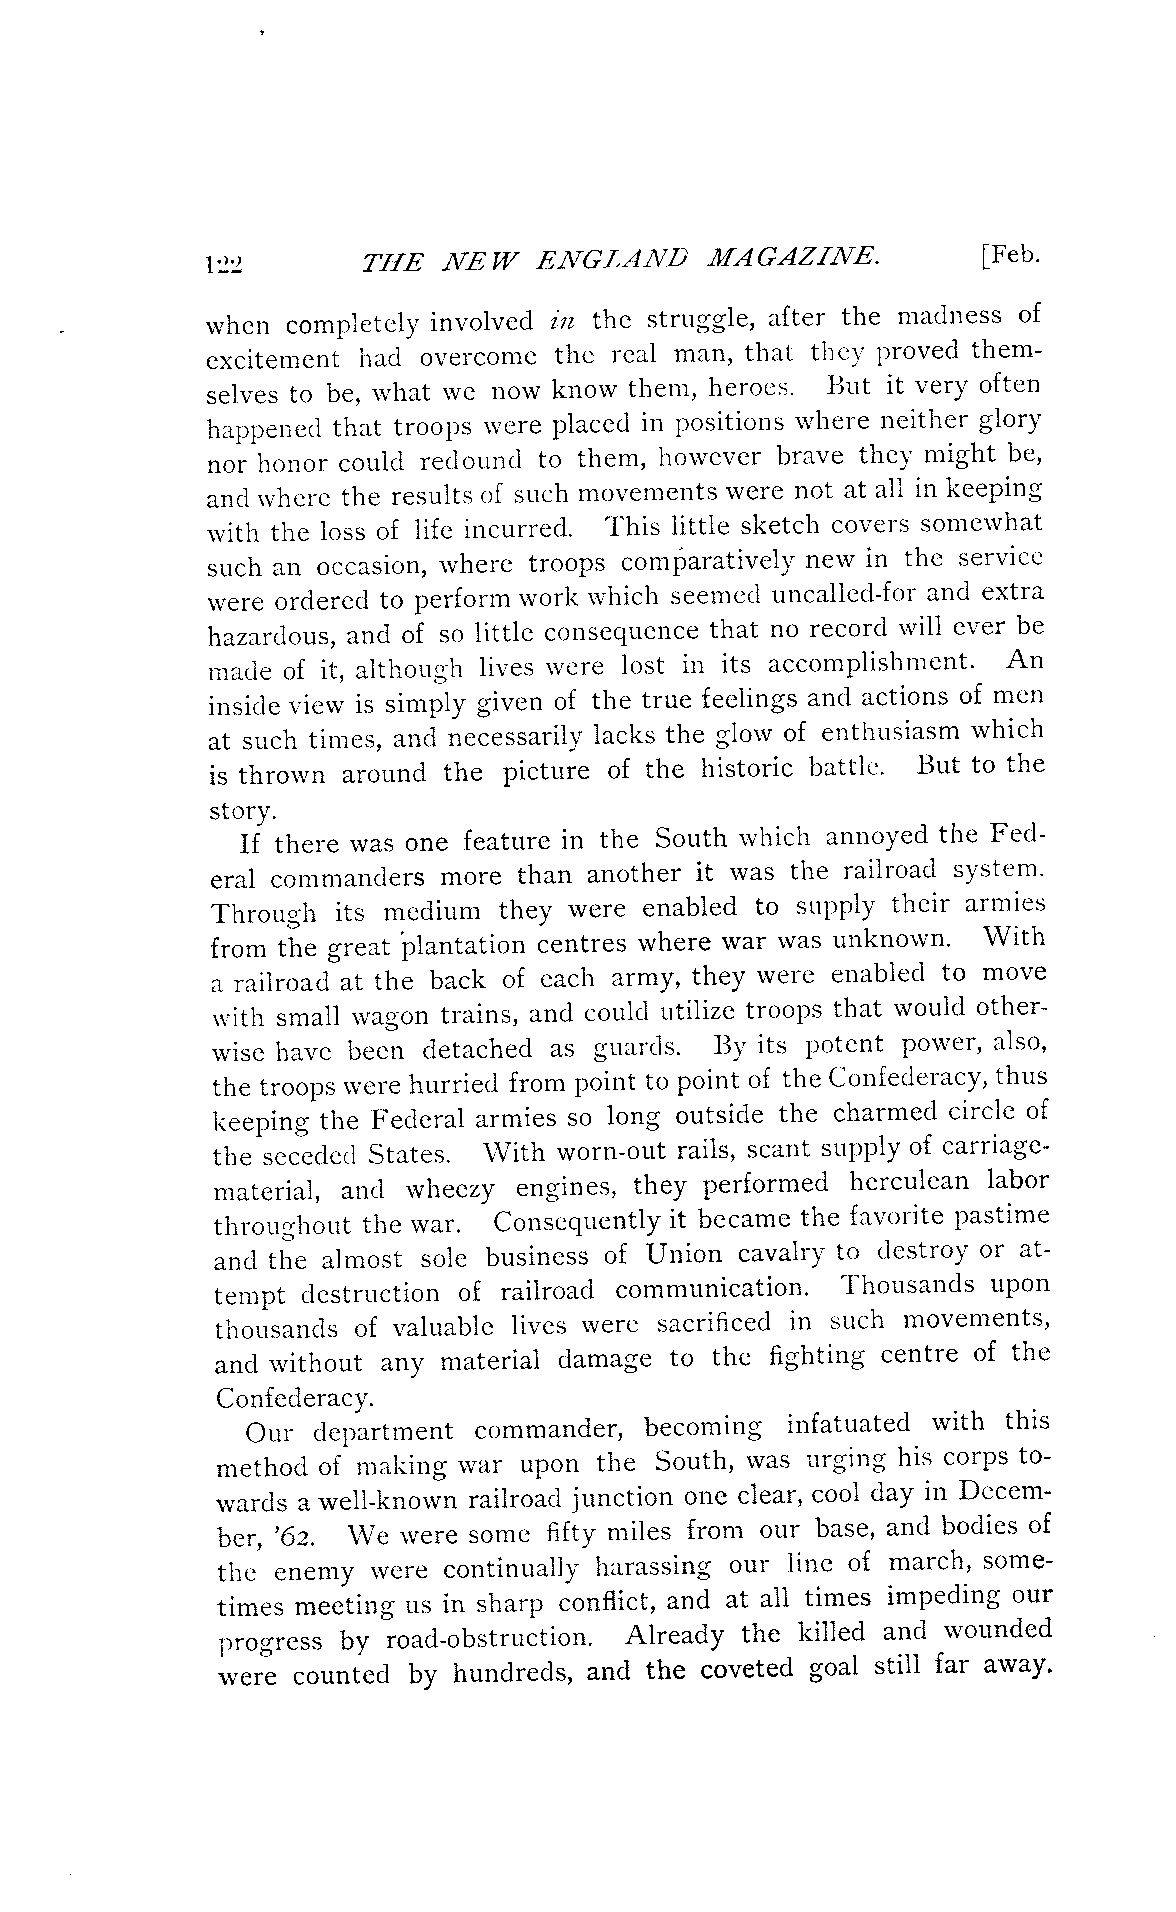 122 THE NEW ENGLAND MAGAZINE. [Feb.
when completely involved in the struggle, after the madness of
excitement had overcome the real man, that they proved them-
selves to be, what we now know them, heroes. But it very often
happened that troops were placed in positions where neither glory
nor honor could redound to them, however brave they might be,
and where the results of such movements were not at all in keeping
with the loss of life incurred. This little sketch covers somewhat
such an occasion, where troops comparatively new in the service
were ordered to perform work which seemed uncalled-for and extra
hazardous, and of so little consequence that no record will ever be
made of it, although lives were lost in its accomplishment. An
inside view is simply given of the true feelings and actions of men
at such times, and necessarily lacks the glow of enthusiasm which
is thrown around the picture of the historic battle. But to the
story.
If there was one feature in the South which annoyed the Fed-
eral commanders more than another it was the railroad system.
Through its medium they were enabled to supply their armies
from the great plantation centres where war was unknown. With
a railroad at the back of each army, they were enabled to move
with small wagon trains, and could utilize troops that would other-
wise have been detached as guards. By its potent power, also,
the troops were hurried from point to point of the Confederacy, thus
keeping the Federal armies so long outside the charmed circle of
the seceded States. With worn-out rails, scant supply of carriage-
material, and wheezy engines, they performed herculean labor
throughout the war. Consequently it became the favorite pastime
and the almost sole business of Union cavalry to destroy or at-
tempt destruction of railroad communication. Thousands upon
thousands of valuable lives were sacrificed in such movements,
and without any material damage to the fighting centre of the
Confederacy.
Our department commander, becoming infatuated with this
method of making war upon the South, was urging his corps to-
wards a well-known railroad junction one clear, cool day in Decem-
ber, '62. We were some fifty miles from our base, and bodies of
the enemy were continually harassing our line of march, some-
times meeting us in sharp conflict, and at all times impeding our
progress by road-obstruction. Already the killed and wounded
were counted by hundreds, and the coveted goal still far away.